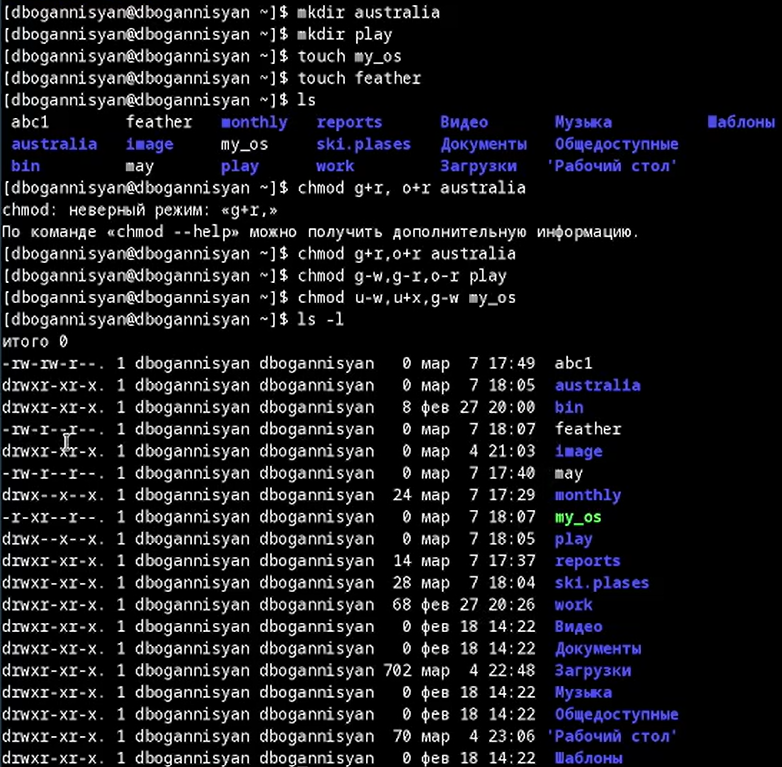 [dbogannisyan@dbogannisyan ~]$ mkdir australia
[dbogannisyan@dbogannisyan ~]$ mkdir play
[dbogannisyan@dbogannisyan ~]$ touch my_os
[dbogannisyan@dbogannisyan ~]$ touch feather
[dbogannisyan@dbogannisyan ~]$ ls
abc1 feather monthly reports Видео Музыка Шаблоны
australia image my_os ski.plases Документы Общедоступные
bin may play work Загрузки 'Рабочий стол'
[dbogannisyan@dbogannisyan ~]$ chmod g+r, o+r australia
chmod: неверный режим: «g+r,»
По команде «chmod --help» можно получить дополнительную информацию.
[dbogannisyan@dbogannisyan ~]$ chmod g+r,o+r australia
[dbogannisyan@dbogannisyan ~]$ chmod g-w,g-r,o-r play
[dbogannisyan@dbogannisyan ~]$ chmod u-w,u+x,g-w my_os
[dbogannisyan@dbogannisyan ~]$ ls -l
итого 0
-rw-rw-r--. 1 dbogannisyan dbogannisyan 0 мар 7 17:49 abc1
drwxr-xr-x. 1 dbogannisyan dbogannisyan 0 мар 7 18:05 australia
drwxr-xr-x. 1 dbogannisyan dbogannisyan 8 фев 27 20:00 bin
-rw-r--r--. 1 dbogannisyan dbogannisyan 0 мар 7 18:07 feather
drwxr-xr-x. 1 dbogannisyan dbogannisyan 0 мар 4 21:03 image
-rw-r--r--. 1 dbogannisyan dbogannisyan 0 мар 7 17:40 may
drwx--x--x. 1 dbogannisyan dbogannisyan 24 мар 7 17:29 monthly
-r-xr--r--. 1 dbogannisyan dbogannisyan 0 мар 7 18:07 my_os
drwx--x--x. 1 dbogannisyan dbogannisyan 0 мар 7 18:05 play
drwxr-xr-x. 1 dbogannisyan dbogannisyan 14 мар 7 17:37 reports
drwxr-xr-x. 1 dbogannisyan dbogannisyan 28 мар 7 18:04 ski.plases
drwxr-xr-x. 1 dbogannisyan dbogannisyan 68 фев 27 20:26 work
drwxr-xr-x. 1 dbogannisyan dbogannisyan 0 фев 18 14:22 Видео
drwxr-xr-x. 1 dbogannisyan dbogannisyan 0 фев 18 14:22 Документы
drwxr-xr-x. 1 dbogannisyan dbogannisyan 702 мар 4 22:48 Загрузки
drwxr-xr-x. 1 dbogannisyan dbogannisyan 0 фев 18 14:22 Музыка
drwxr-xr-x. 1 dbogannisyan dbogannisyan 0 фев 18 14:22 Общедоступные
drwxr-xr-x. 1 dbogannisyan dbogannisyan 70 мар 4 23:06 'Рабочий стол'
drwxr-xr-x. 1 dbogannisyan dbogannisyan 0 фев 18 14:22 Шаблоны